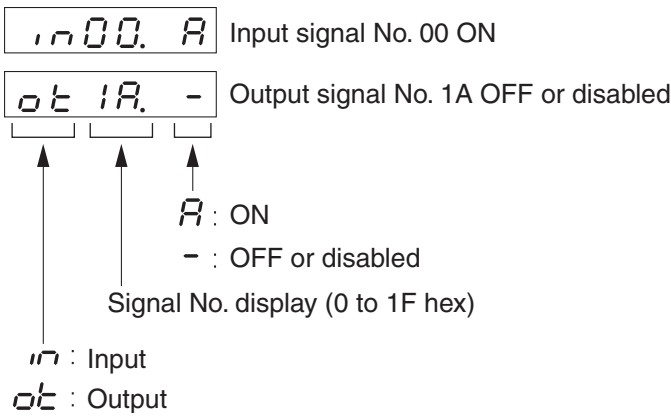 in00. A Input signal No. 00 ON
ot 1A. - Output signal No. 1A OFF or disabled
A : ON
- : OFF or disabled
Signal No. display (0 to 1F hex)
in : Input
ot : Output